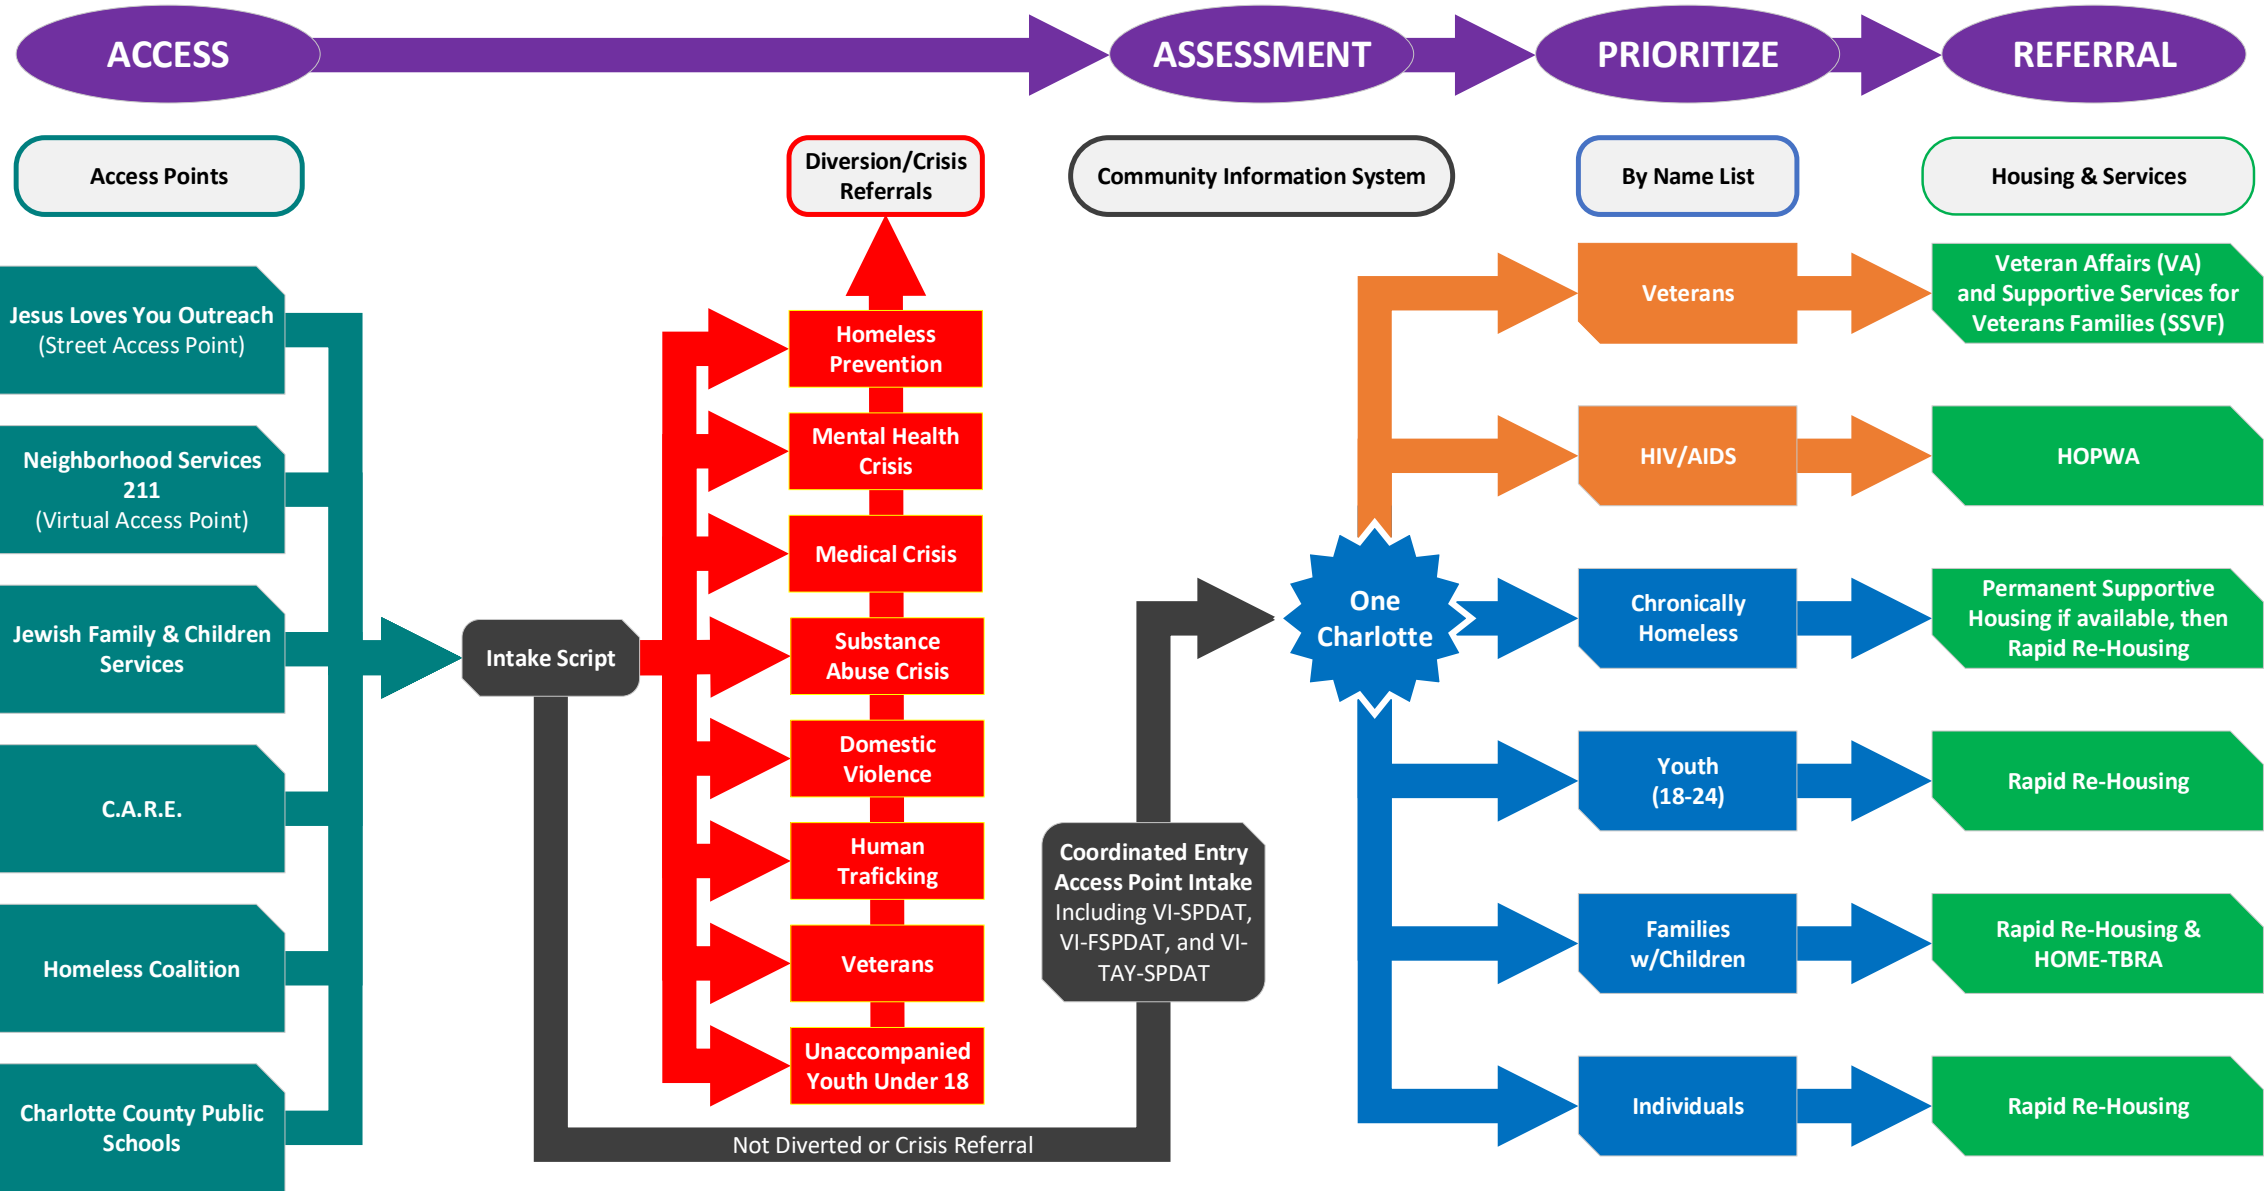 ACCESS
ASSESSMENT
PRIORITIZE
REFERRAL
Access Points
Diversion/Crisis
Referrals
Community Information System
By Name List
Housing & Services
Jesus Loves You Outreach
(Street Access Point)
Neighborhood Services
211
(Virtual Access Point)
Jewish Family & Children
Services
C.A.R.E.
Homeless Coalition
Charlotte County Public
Schools
Intake Script
Homeless
Prevention
Mental Health
Crisis
Medical Crisis
Substance
Abuse Crisis
Domestic
Violence
Human
Traficking
Veterans
Unaccompanied
Youth Under 18
Not Diverted or Crisis Referral
Coordinated Entry
Access Point Intake
Including VI-SPDAT,
VI-FSPDAT, and VI-
TAY-SPDAT
One
Charlotte
Veterans
HIV/AIDS
Chronically
Homeless
Youth
(18-24)
Families
w/Children
Individuals
Veteran Affairs (VA)
and Supportive Services for
Veterans Families (SSVF)
HOPWA
Permanent Supportive
Housing if available, then
Rapid Re-Housing
Rapid Re-Housing
Rapid Re-Housing &
HOME-TBRA
Rapid Re-Housing